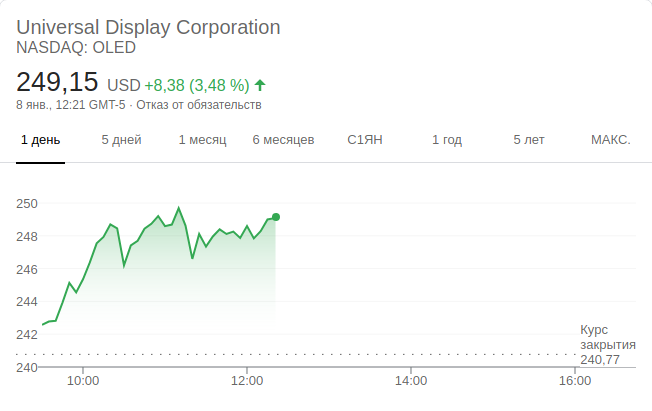 Universal Display Corporation
NASDAQ: OLED
249,15 USD +8,38 (3,48 %)
8 янв., 12:21 GMT-5 · Отказ от обязательств
1 день 5 дней 1 месяц 6 месяцев С1ЯН 1 год 5 лет МАКС.
250
248
246
244
242
240
Курс
закрытия
240,77
10:00 12:00 14:00 16:00